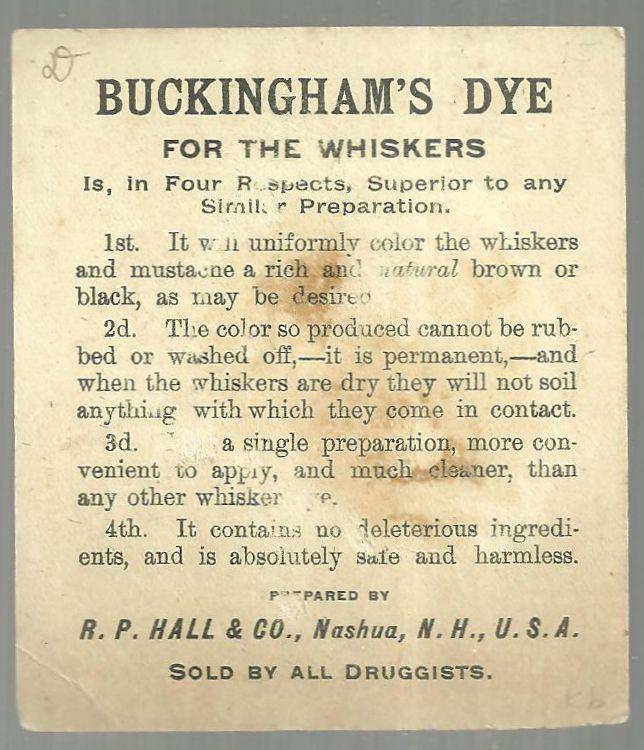 BUCKINGHAM'S DYE
FOR THE WHISKERS
Is, in Four Respects, Superior to any
Similar Preparation.
1st. It will uniformly color the whiskers
and mustache a rich and natural brown or
black, as may be desired
2d. The color so produced cannot be rub-
bed or washed off,—it is permanent,—and
when the whiskers are dry they will not soil
anything with which they come in contact.
3d. a single preparation, more con-
venient to apply, and much cleaner, than
any other whisker
4th. It contains no deleterious ingredi-
ents, and is absolutely safe and harmless.
PREPARED BY
R. P. HALL & CO., Nashua, N. H., U. S. A.
SOLD BY ALL DRUGGISTS.